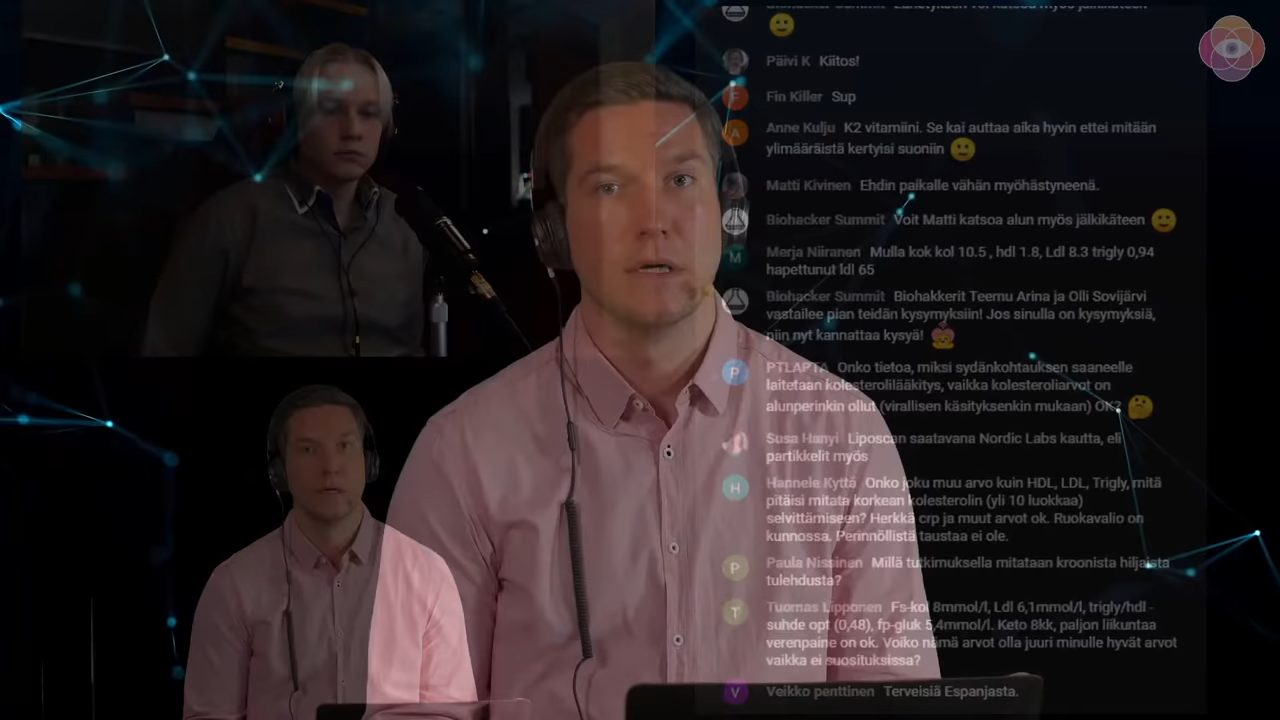 Biohacker Summit Lähetyksen voi katsoa myös jälkikäteen
Päivi K Kiitos!
Fin Killer Sup
Anne Kulju K2 vitamiini. Se kai auttaa aika hyvin ettei mitään
ylimääräistä kertyisi suoniin
Matti Kivinen Ehdin paikalle vähän myöhästyneenä.
Biohacker Summit Voit Matti katsoa alun myös jälkikäteen
Merja Niiranen Mulla kok kol 10.5 , hdl 1.8, Ldl 8.3 trigly 0,94
hapettunut ldl 65
Biohacker Summit Biohakkerit Teemu Arina ja Olli Sovijärvi
vastailee pian teidän kysymyksiin! Jos sinulla on kysymyksiä,
niin nyt kannattaa kysyä!
PTLAPTA Onko tietoa, miksi sydänkohtauksen saaneelle
laitetaan kolesterolilääkitys, vaikka kolesteroliarvot on
alunperinkin ollut (virallisen käsityksenkin mukaan) OK?
Susa Hanyi Liposcan saatavana Nordic Labs kautta, eli
partikkelit myös
Hannele Kyttä Onko joku muu arvo kuin HDL, LDL, Trigly, mitä
pitäisi mitata korkean kolesterolin (yli 10 luokkaa)
selvittämiseen? Herkkä crp ja muut arvot ok. Ruokavalio on
kunnossa. Perinnöllistä taustaa ei ole.
Paula Nissinen Millä tutkimuksella mitataan kroonista hiljaista
tulehdusta?
Tuomas Lipponen Fs-kol 8mmol/l, Ldl 6,1mmol/l, trigly/hdl -
suhde opt (0,48), fp-gluk 5,4mmol/l. Keto 8kk, paljon liikuntaa
verenpaine on ok. Voiko nämä arvot olla juuri minulle hyvät arvot
vaikka ei suosituksissa?
Veikko penttinen Terveisiä Espanjasta.